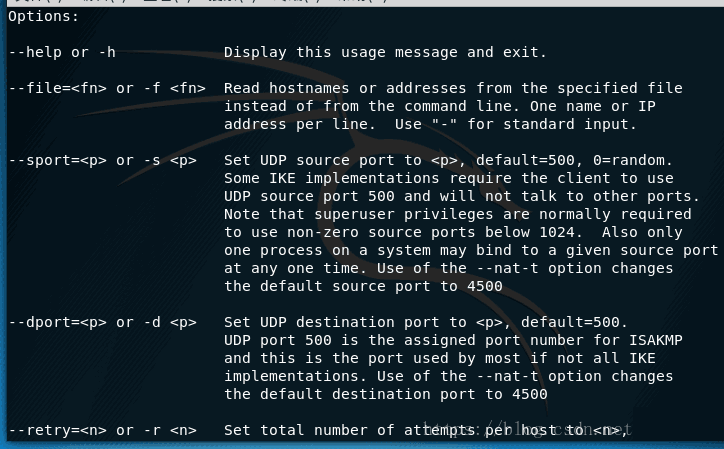 Options:
--help or -h Display this usage message and exit.
--file=<fn> or -f <fn> Read hostnames or addresses from the specified file
instead of from the command line. One name or IP
address per line. Use "-" for standard input.
--sport=<p> or -s <p> Set UDP source port to <p>, default=500, 0=random.
Some IKE implementations require the client to use
UDP source port 500 and will not talk to other ports.
Note that superuser privileges are normally required
to use non-zero source ports below 1024. Also only
one process on a system may bind to a given source port
at any one time. Use of the --nat-t option changes
the default source port to 4500
--dport=<p> or -d <p> Set UDP destination port to <p>, default=500.
UDP port 500 is the assigned port number for ISAKMP
and this is the port used by most if not all IKE
implementations. Use of the --nat-t option changes
the default destination port to 4500
--retry=<n> or -r <n> Set total number of attempts per host to <n>,
https://blog.csdn.net